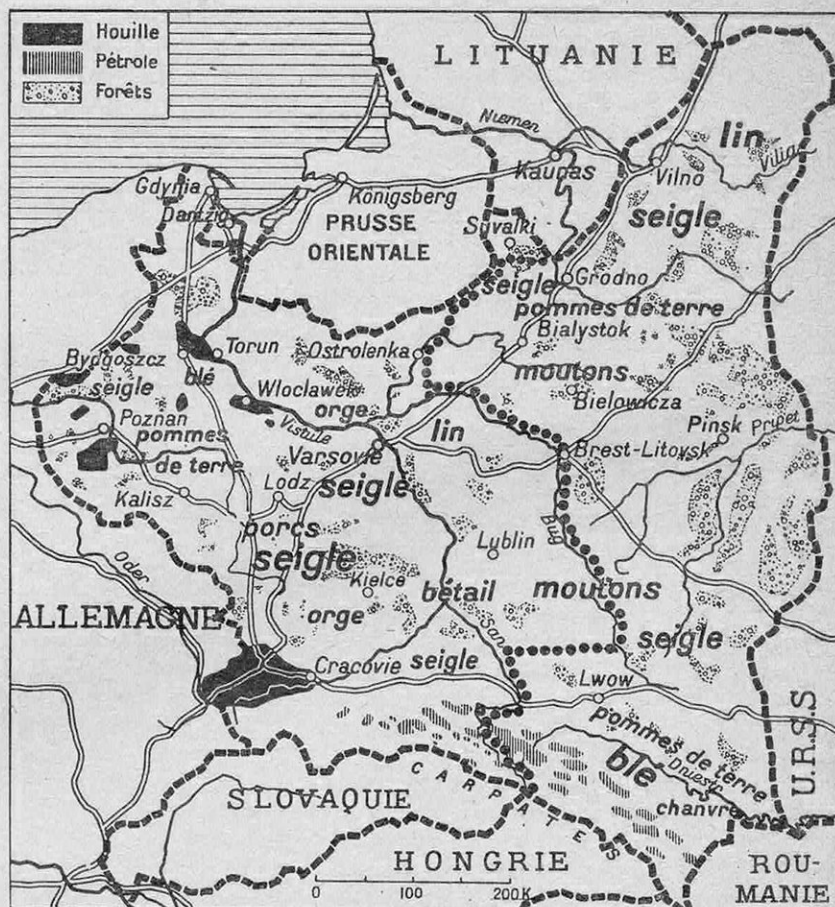 Houille
Pétrole
Forêts
LITUANIE
Niemen
lin
Kaunas
Vilno
Vilia
Gdynia
Dantzig
Königsberg
PRUSSE
ORIENTALE
Suvalki
seigle
seigle
Grodno
pommes de terre
Bialystok
Bydgoszcz
Torun
Ostrolenka
seigle
blé
moutons
Wloclawek
orge
Bielowicza
Poznan
Vistule
lin
Pinsk
Pripet
pommes
de terre
Varsovie
Brest-Litovsk
Kalisz
Lodz
seigle
porcs
Bug
seigle
Lublin
Oder
Kielce
bétail
moutons
ALLEMAGNE
orge
San
seigle
Cracovie
seigle
Lwow
pommes de terre
U.R.S.S
blé
Dniestr
chanvre
CARPATES
SLOVAQUIE
HONGRIE
ROU-
MANIE
0 100 200K